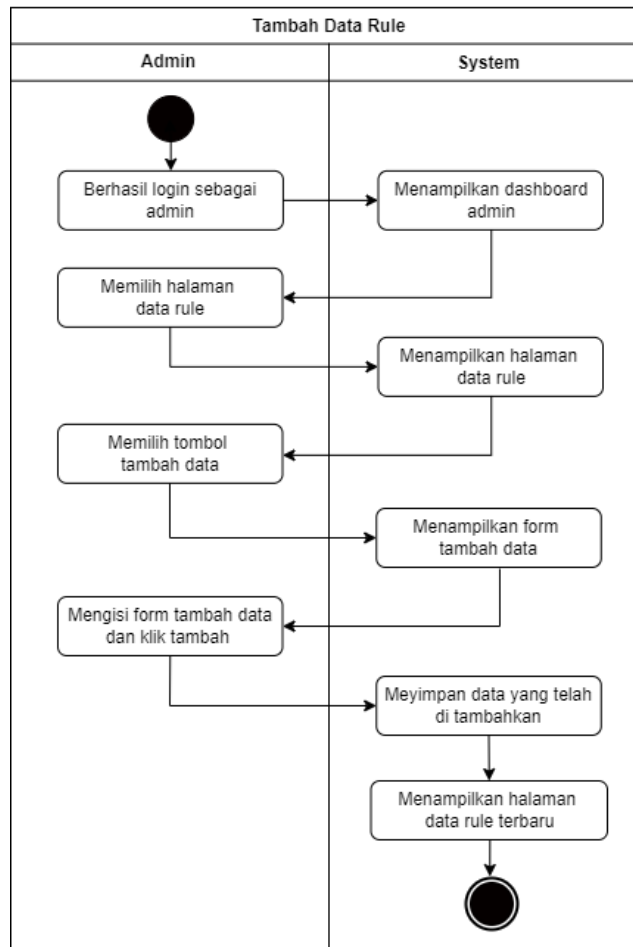 Tambah Data Rule
Admin
System
Berhasil login sebagai
admin
Menampilkan dashboard
admin
Memilih halaman
data rule
Menampilkan halaman
data rule
Memilih tombol
tambah data
Menampilkan form
tambah data
Mengisi form tambah data
dan klik tambah
Meyimpan data yang telah
di tambahkan
Menampilkan halaman
data rule terbaru